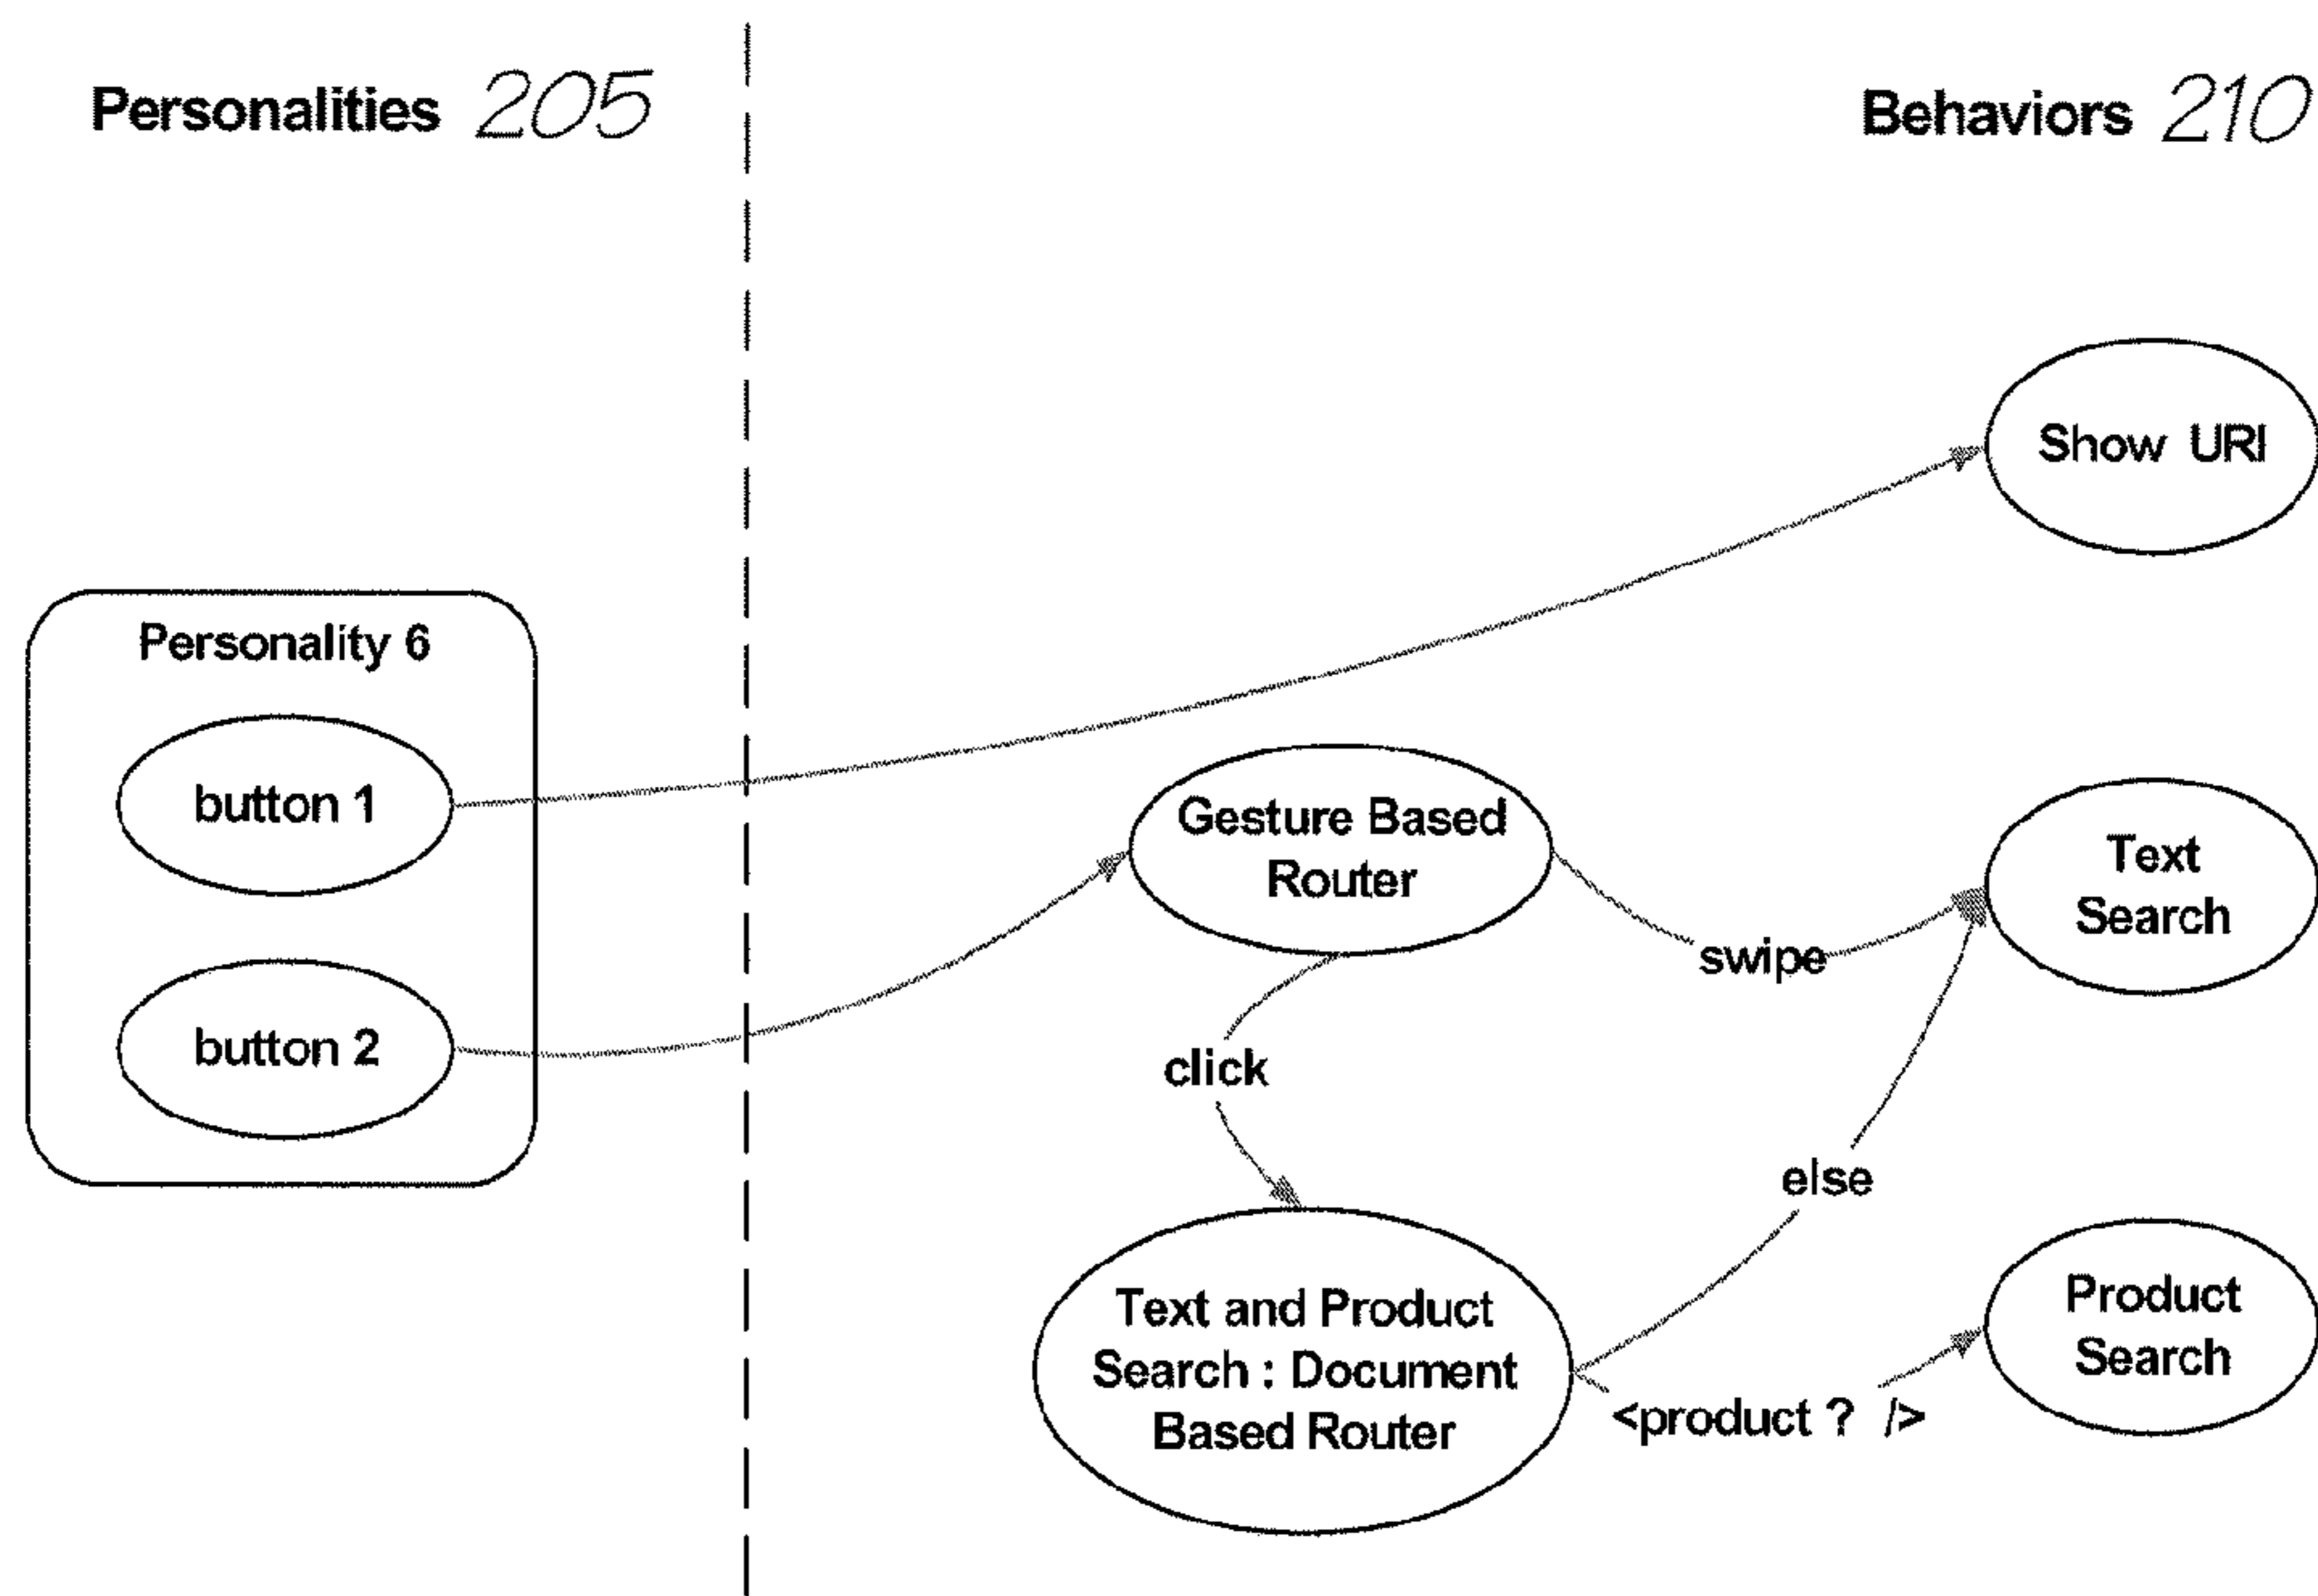 Personalities 205
Behaviors 210
Show URI
Personality 6
button 1
Gesture Based
Router
Text
Search
swipe
button 2
click
else
Text and Product
Search : Document
Based Router
Product
Search
<product ? />